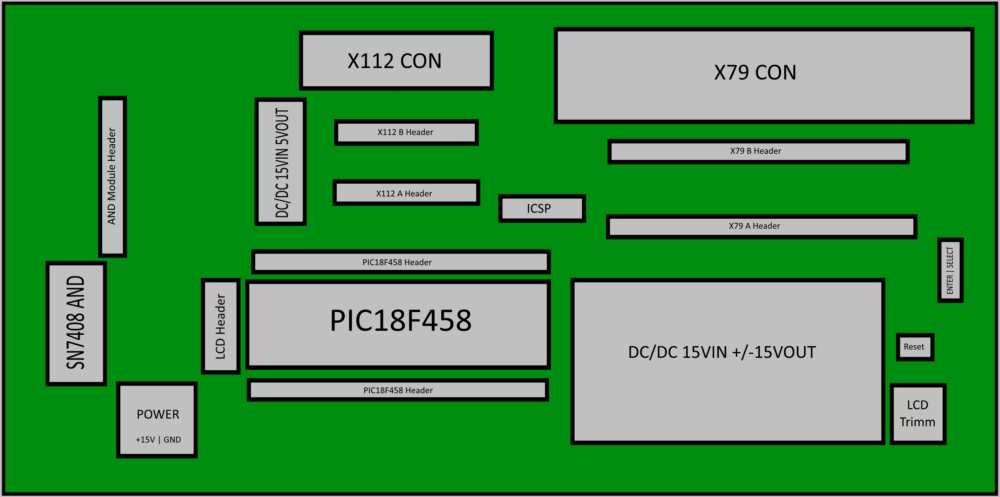 X112 CON
X79 CON
AND Module Header
DC/DC 15VIN 5VOUT
X112 B Header
X79 B Header
X112 A Header
ICSP
X79 A Header
PIC18F458 Header
ENTER | SELECT
SN7408 AND
LCD Header
PIC18F458
DC/DC 15VIN +/-15VOUT
Reset
PIC18F458 Header
POWER
+15V | GND
LCD
Trimm